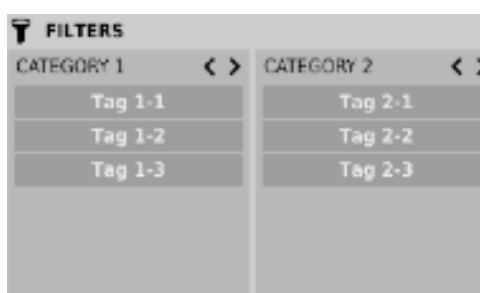 FILTERS
CATEGORY 1
Tag 1-1
Tag 1-2
Tag 1-3
CATEGORY 2
Tag 2-1
Tag 2-2
Tag 2-3